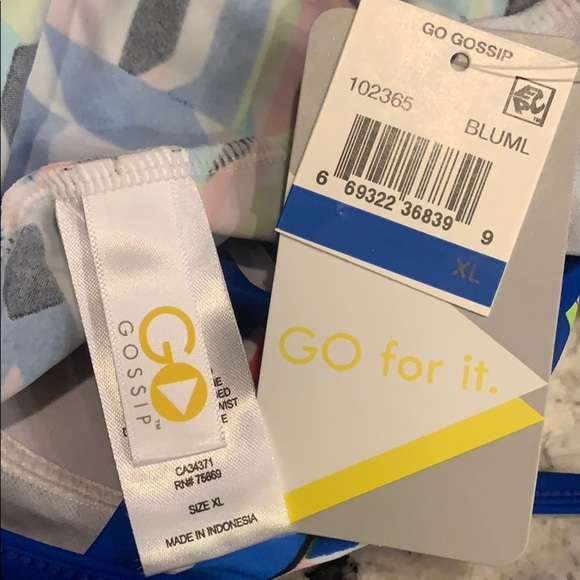 GO GOSSIP
102365
BLUML
6 69322 36839 9
XL
GO for it.
GO
GOSSIP
TM
CA34371
RN# 75869
SIZE XL
MADE IN INDONESIA